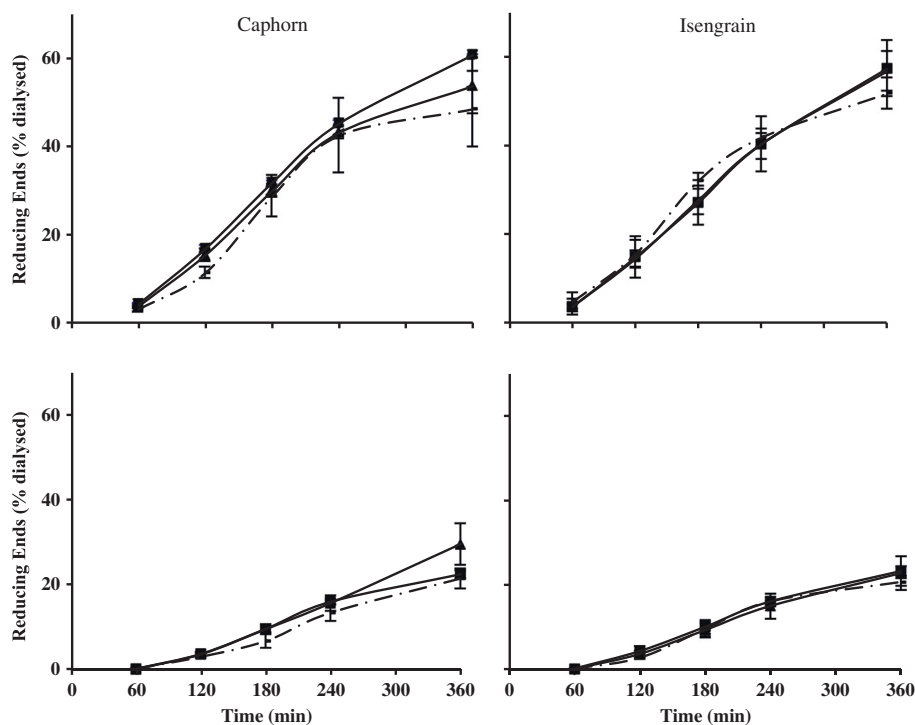 Caphorn
Isengrain
Reducing Ends (% dialysed)
60
40
20
0
Reducing Ends (% dialysed)
60
40
20
0
0 60 120 180 240 300 360
0 60 120 180 240 300 360
Time (min)
Time (min)